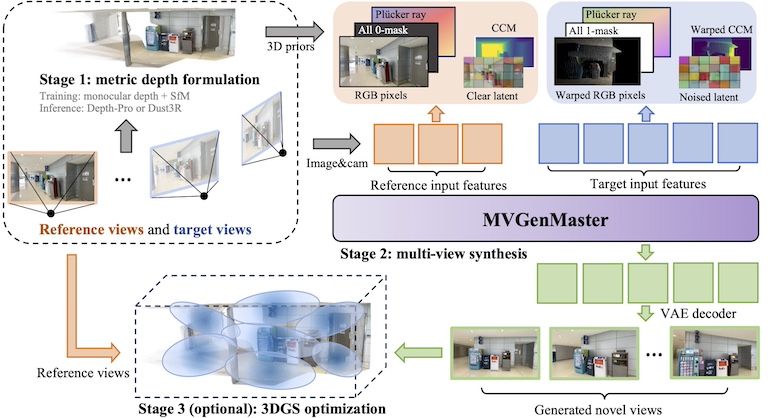 Stage 1: metric depth formulation
Training: monocular depth + SfM
Inference: Depth-Pro or Dust3R
3D priors
Plücker ray
All 0-mask
CCM
RGB pixels
Clear latent
Plücker ray
All 1-mask
Warped CCM
Warped RGB pixels
Noised latent
...
Image&cam
Reference views and target views
Reference input features
Target input features
MVGenMaster
Stage 2: multi-view synthesis
VAE decoder
...
Reference views
Stage 3 (optional): 3DGS optimization
Generated novel views